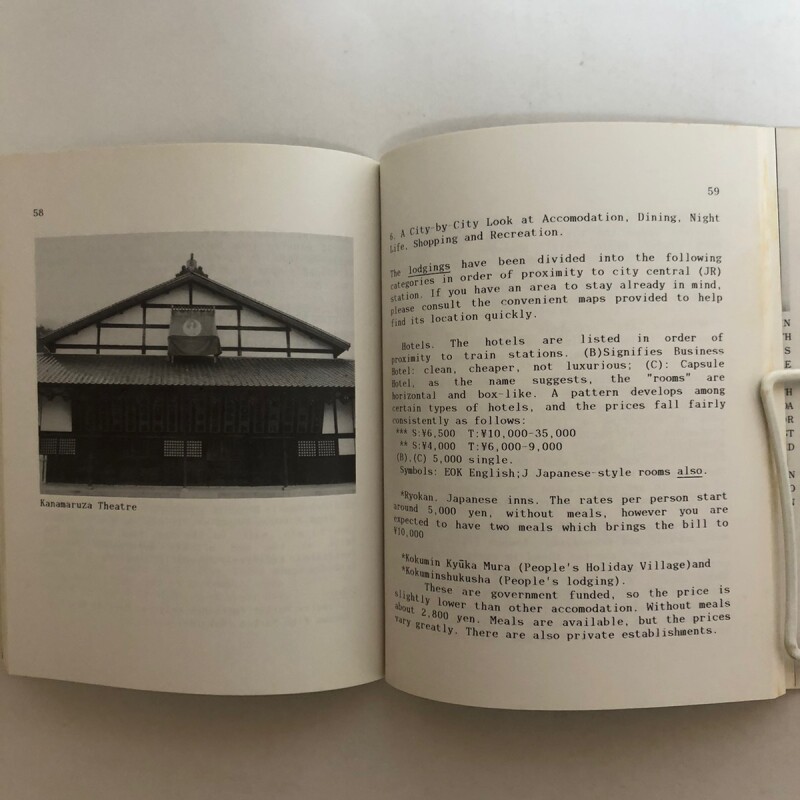 58
Kanamaruza Theatre
59
6. A City-by-City Look at Accomodation, Dining, Night
Life, Shopping and Recreation.
The lodgings have been divided into the following
categories in order of proximity to city central (JR)
station. If you have an area to stay already in mind,
please consult the convenient maps provided to help
find its location quickly.
Hotels. The hotels are listed in order of
proximity to train stations. (B)Signifies Business
Hotel: clean, cheaper, not luxurious; (C): Capsule
Hotel, as the name suggests, the "rooms" are
horizontal and box-like. A pattern develops among
certain types of hotels, and the prices fall fairly
consistently as follows:
*** S:¥6,500 T:¥10,000-35,000
** S:¥4,000 T:¥6,000-9,000
(B),(C) 5,000 single.
Symbols: EOK English;J Japanese-style rooms also.
*Ryokan. Japanese inns. The rates per person start
around 5,000 yen, without meals, however you are
expected to have two meals which brings the bill to
¥10,000
*Kokumin Kyūka Mura (People's Holiday Village)and
*Kokuminshukusha (People's lodging).
These are government funded, so the price is
slightly lower than other accomodation. Without meals
about 2,800 yen. Meals are available, but the prices
vary greatly. There are also private establishments.